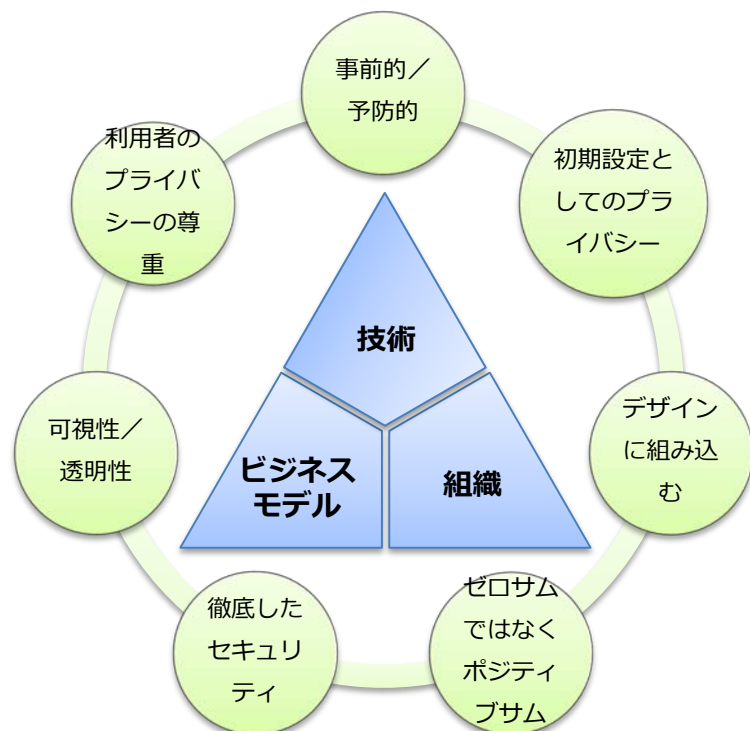 事前的／
予防的
初期設定と
してのプラ
イバシー
デザイン
に組み込
む
ゼロサム
ではなく
ポジティ
ブサム
徹底した
セキュリ
ティ
可視性／
透明性
利用者の
プライバ
シーの尊
重
技術
ビジネス
モデル
組織